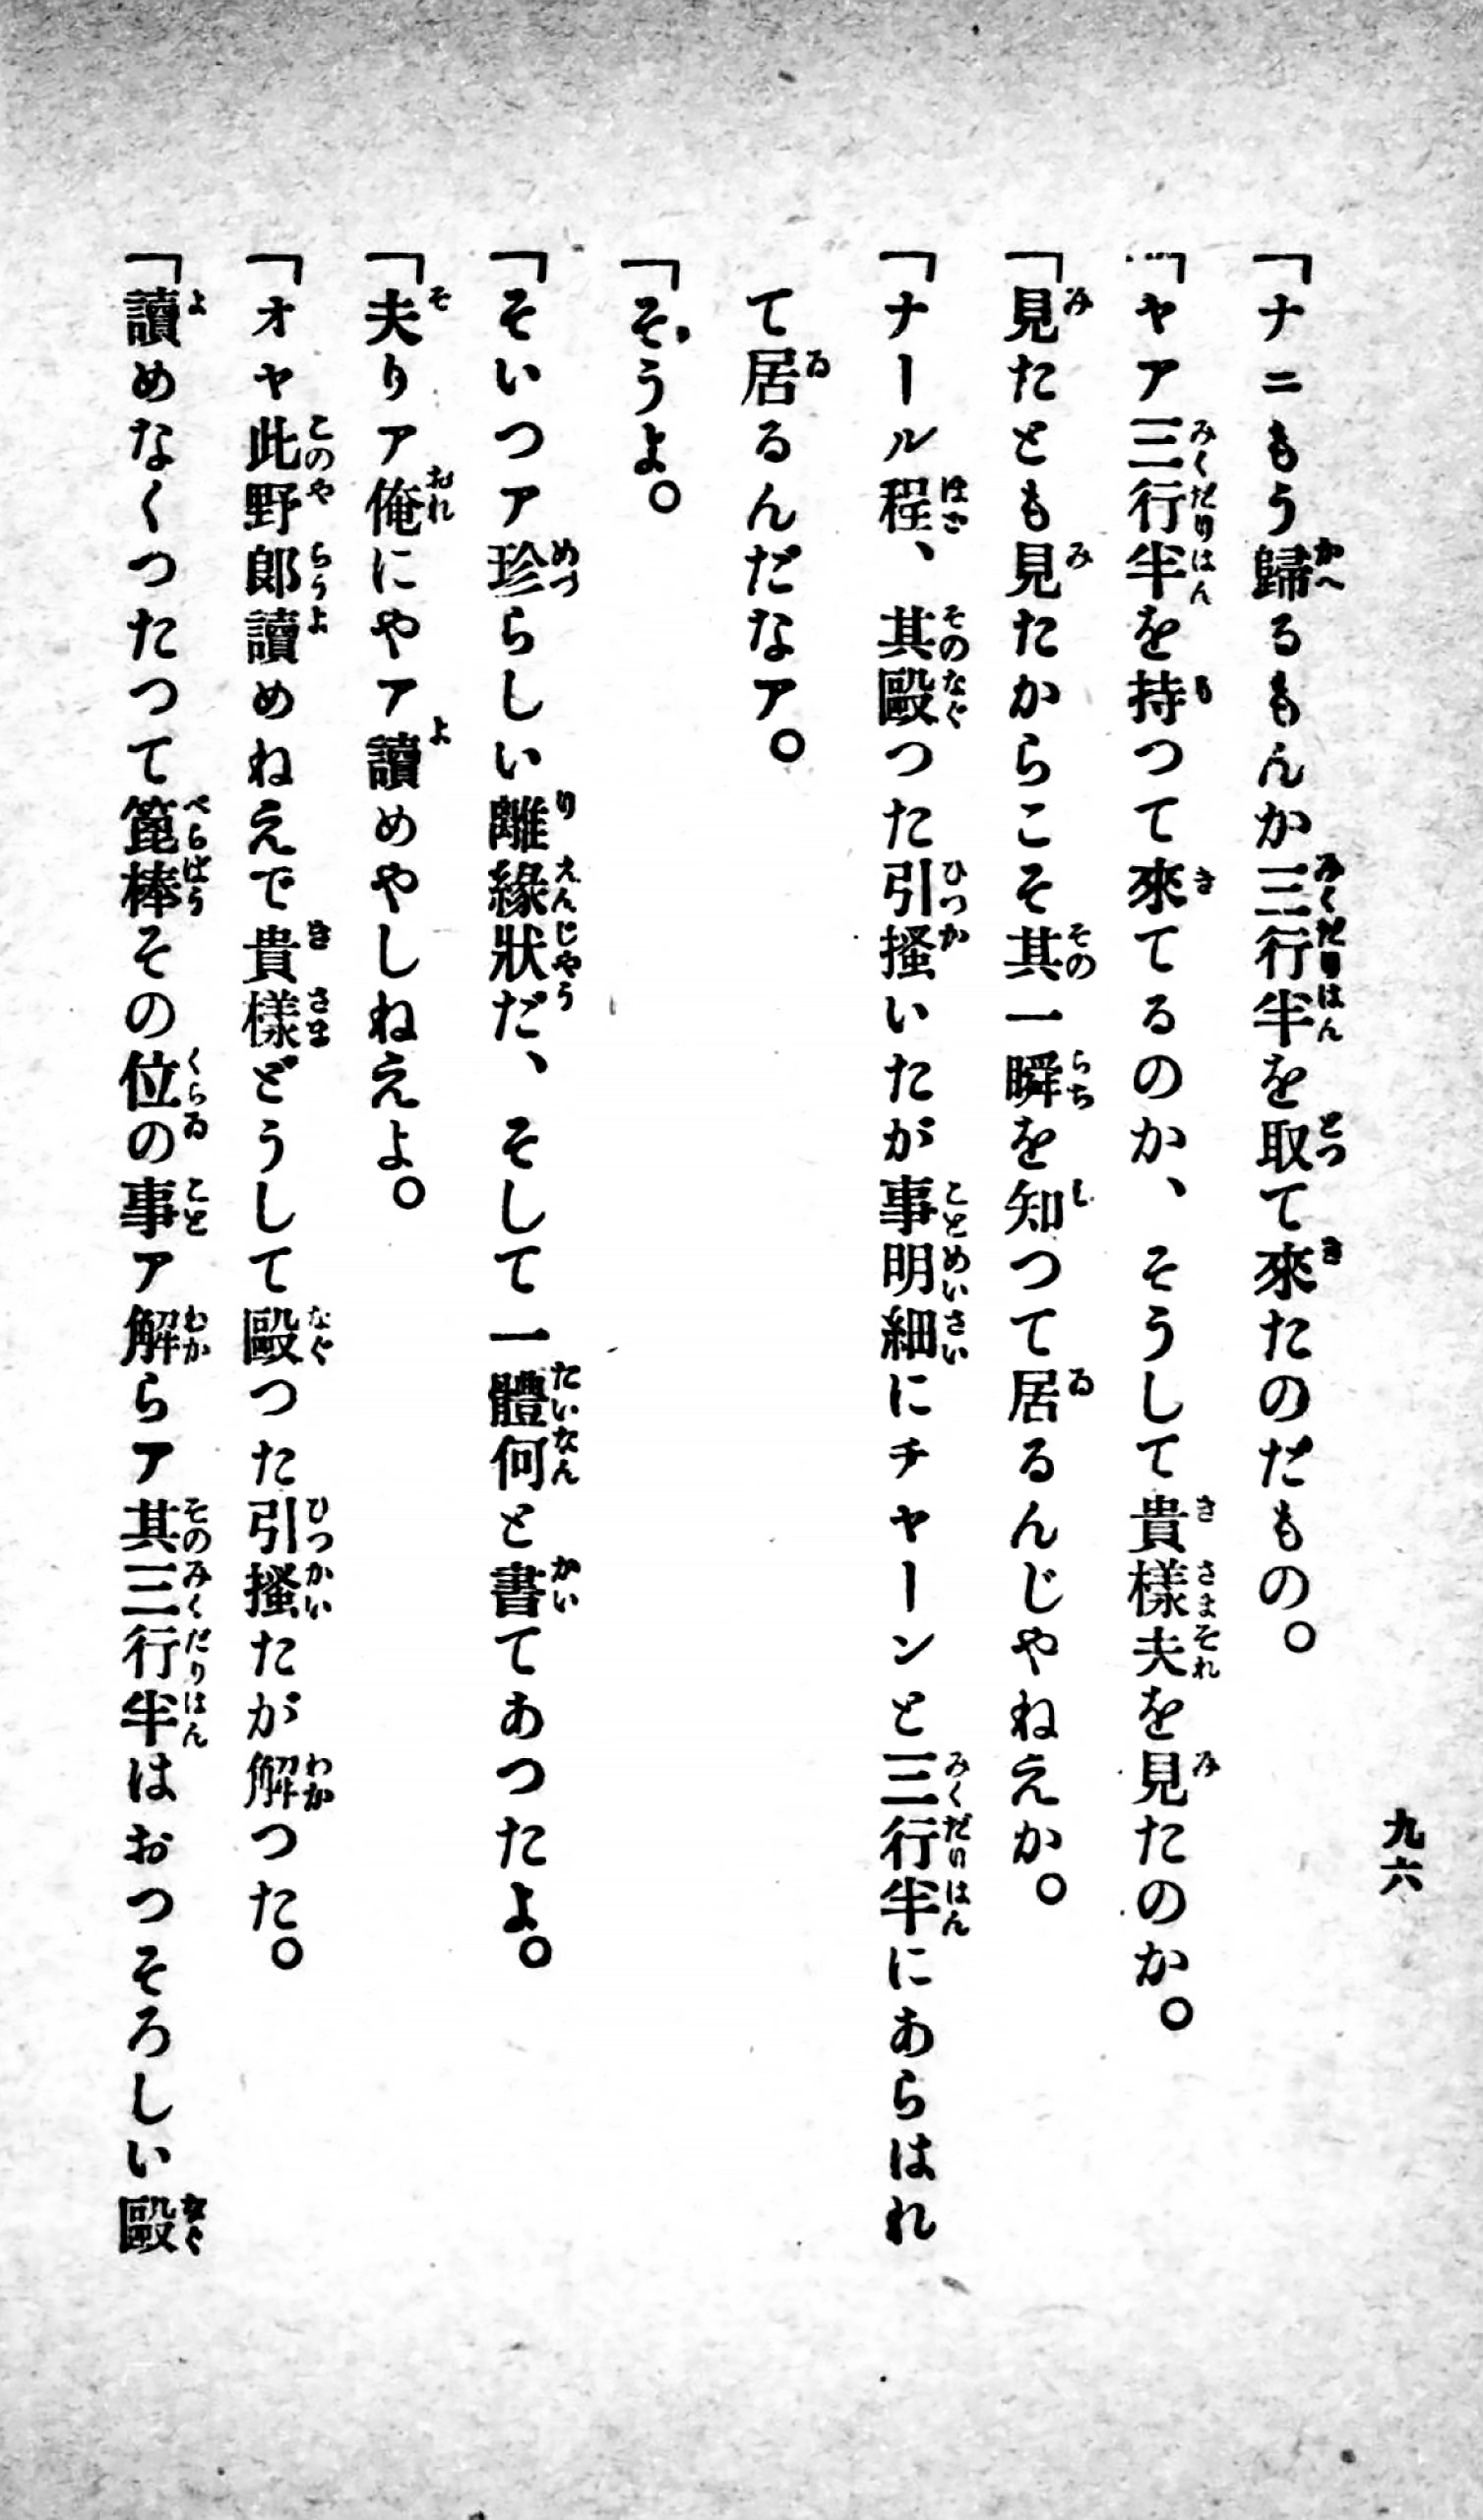 九六
「ナニもう歸るもんか三行半を取て來たのだもの。
「ヤア三行半を持つて來てるのか、そうして貴樣夫を見たのか。
「見たとも見たからこそ其一瞬を知つて居るんじやねえか。
「ナール程、其毆つた引搔いたが事明細にチヤーンと三行半にあらはれ
て居るんだなア。
「そうよ。
「そいつア珍らしい離緣狀だ、そして一體何と書てあつたよ。
「夫りア俺にやア讀めやしねえよ。
「オヤ此野郞讀めねえで貴樣どうして毆つた引搔たが解つた。
「讀めなくつたつて篦棒その位の事ア解らア其三行半はおつそろしい毆